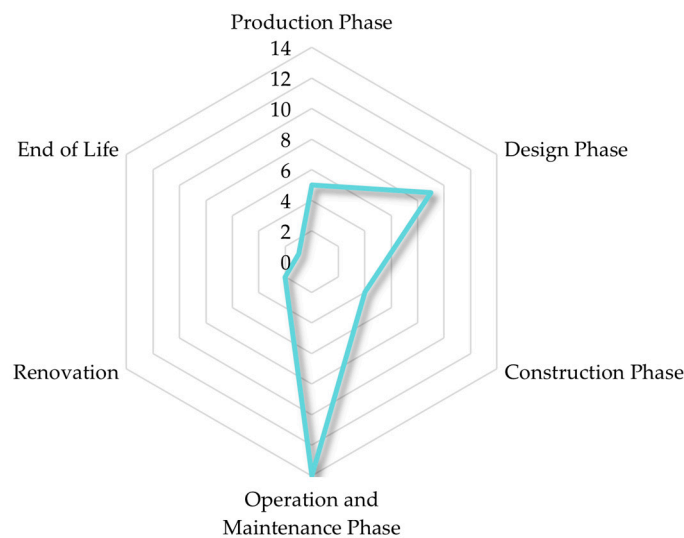 Production Phase
14
12
10
8
6
4
2
0
End of Life
Design Phase
Renovation
Construction Phase
Operation and
Maintenance Phase